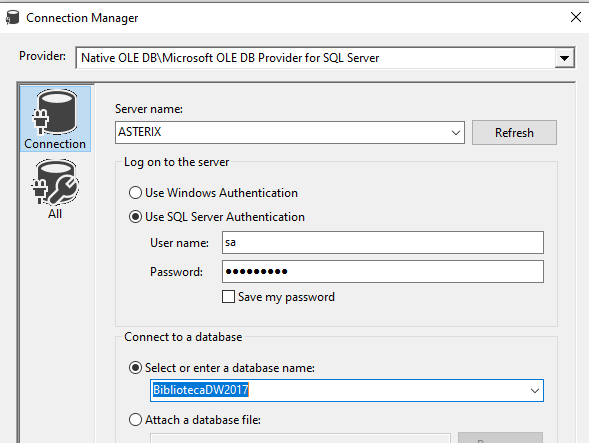 Connection Manager
Provider: Native OLE DB\Microsoft OLE DB Provider for SQL Server
Connection
All
Server name:
ASTERIX Refresh
Log on to the server
Use Windows Authentication
Use SQL Server Authentication
User name: sa
Password: ●●●●●●●●●
Save my password
Connect to a database
Select or enter a database name:
BibliotecaDW2017
Attach a database file: